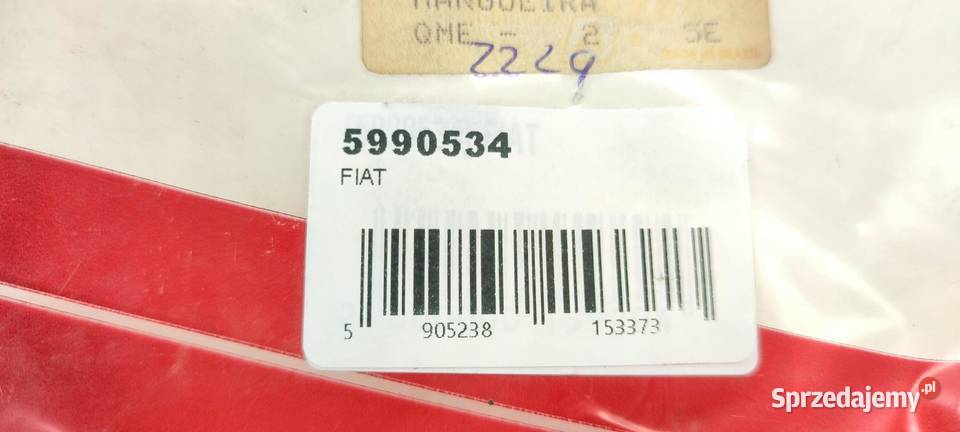 MANGUEIRA
QME - 2 - SE
2229
5990534
FIAT
5 905238 153373
Sprzedajemy.pl